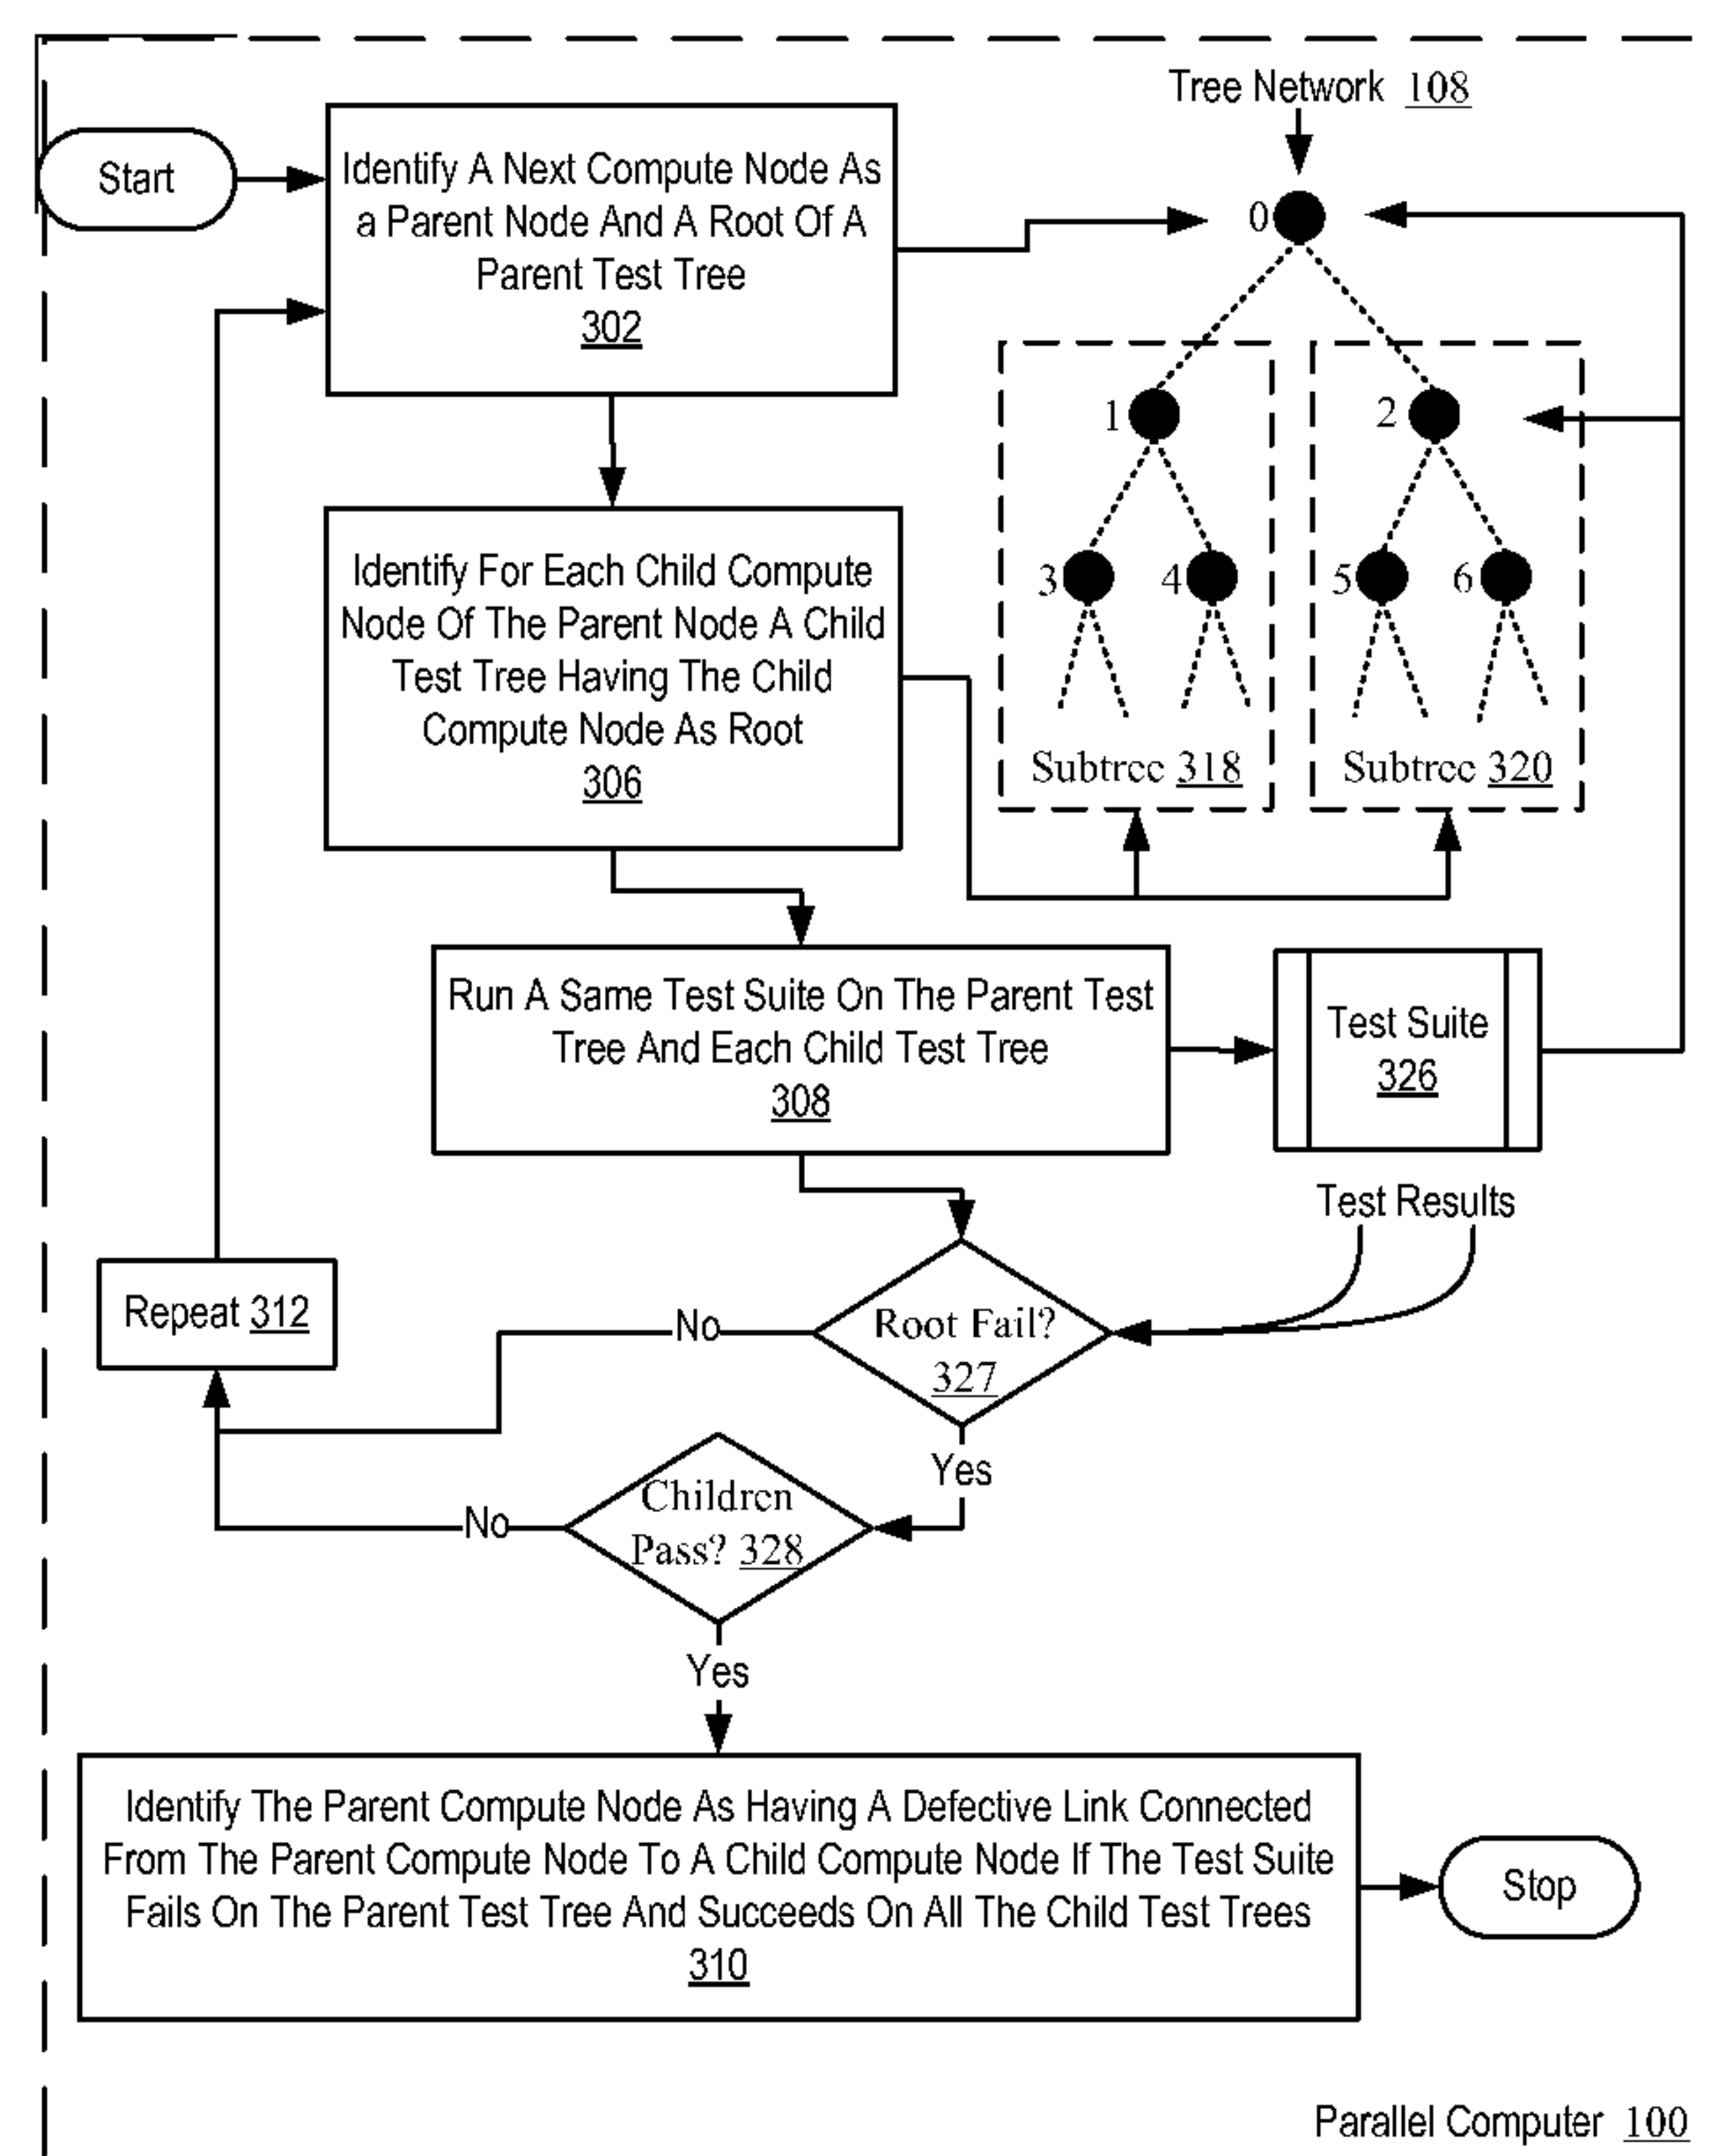 Tree Network 108
Start
Identify A Next Compute Node As
a Parent Node And A Root Of A
Parent Test Tree
302
0
1
2
3
4
5
6
Subtree 318
Subtree 320
Identify For Each Child Compute
Node Of The Parent Node A Child
Test Tree Having The Child
Compute Node As Root
306
Run A Same Test Suite On The Parent Test
Tree And Each Child Test Tree
308
Test Suite
326
Test Results
Repeat 312
No
Root Fail?
327
Yes
No
Children
Pass? 328
Yes
Identify The Parent Compute Node As Having A Defective Link Connected
From The Parent Compute Node To A Child Compute Node If The Test Suite
Fails On The Parent Test Tree And Succeeds On All The Child Test Trees
310
Stop
Parallel Computer 100